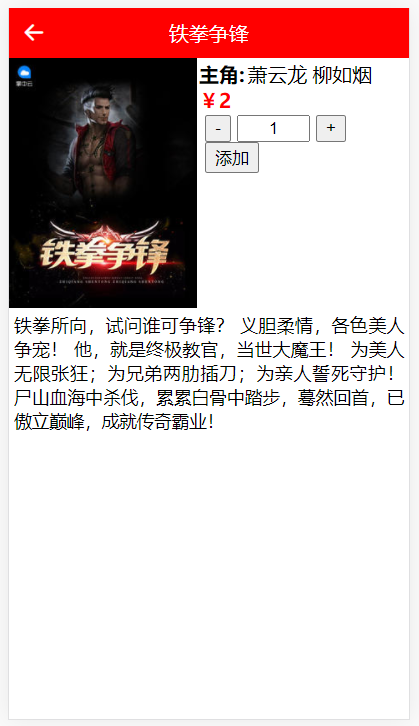 铁拳争锋
掌中云
主角:萧云龙 柳如烟
￥2
- 1 +
添加
铁拳争锋
铁拳所向，试问谁可争锋？ 义胆柔情，各色美人
争宠！ 他，就是终极教官，当世大魔王！ 为美人
无限张狂；为兄弟两肋插刀；为亲人誓死守护！
尸山血海中杀伐，累累白骨中踏步，蓦然回首，已
傲立巅峰，成就传奇霸业！